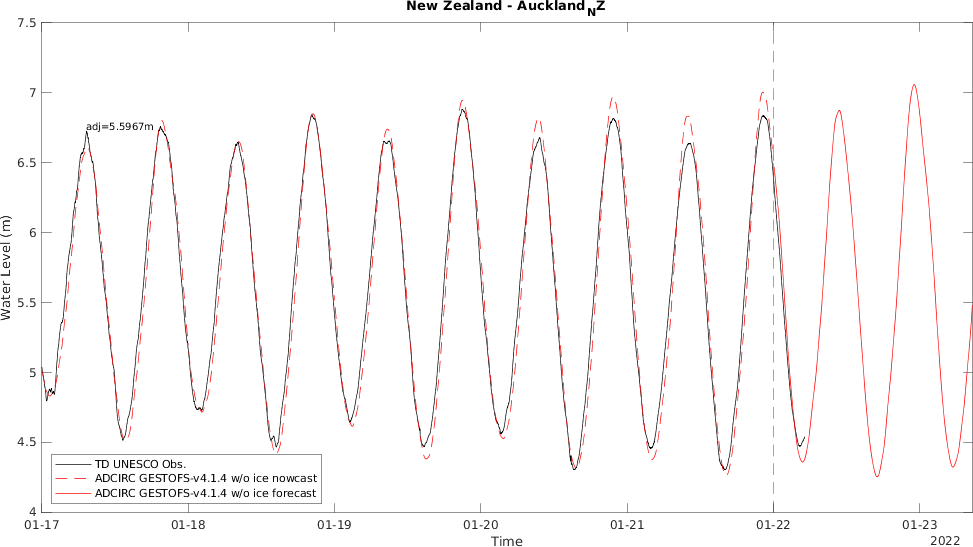 New Zealand - Auckland_NZ
7.5
7
6.5
6
5.5
5
4.5
4
Water Level (m)
adj=5.5967m
TD UNESCO Obs.
ADCIRC GESTOFS-v4.1.4 w/o ice nowcast
ADCIRC GESTOFS-v4.1.4 w/o ice forecast
01-17 01-18 01-19 01-20 01-21 01-22 01-23
Time
2022